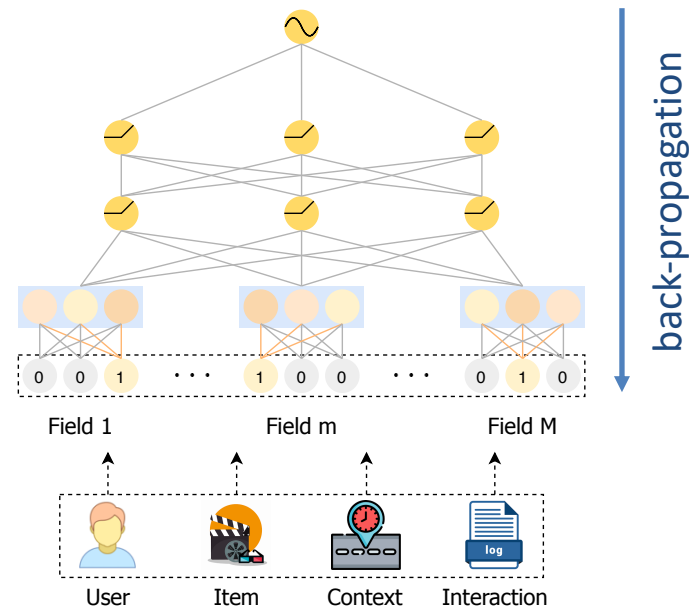 back-propagation
0 0 1 ... 1 0 0 ... 0 1 0
Field 1 Field m Field M
log
User Item Context Interaction